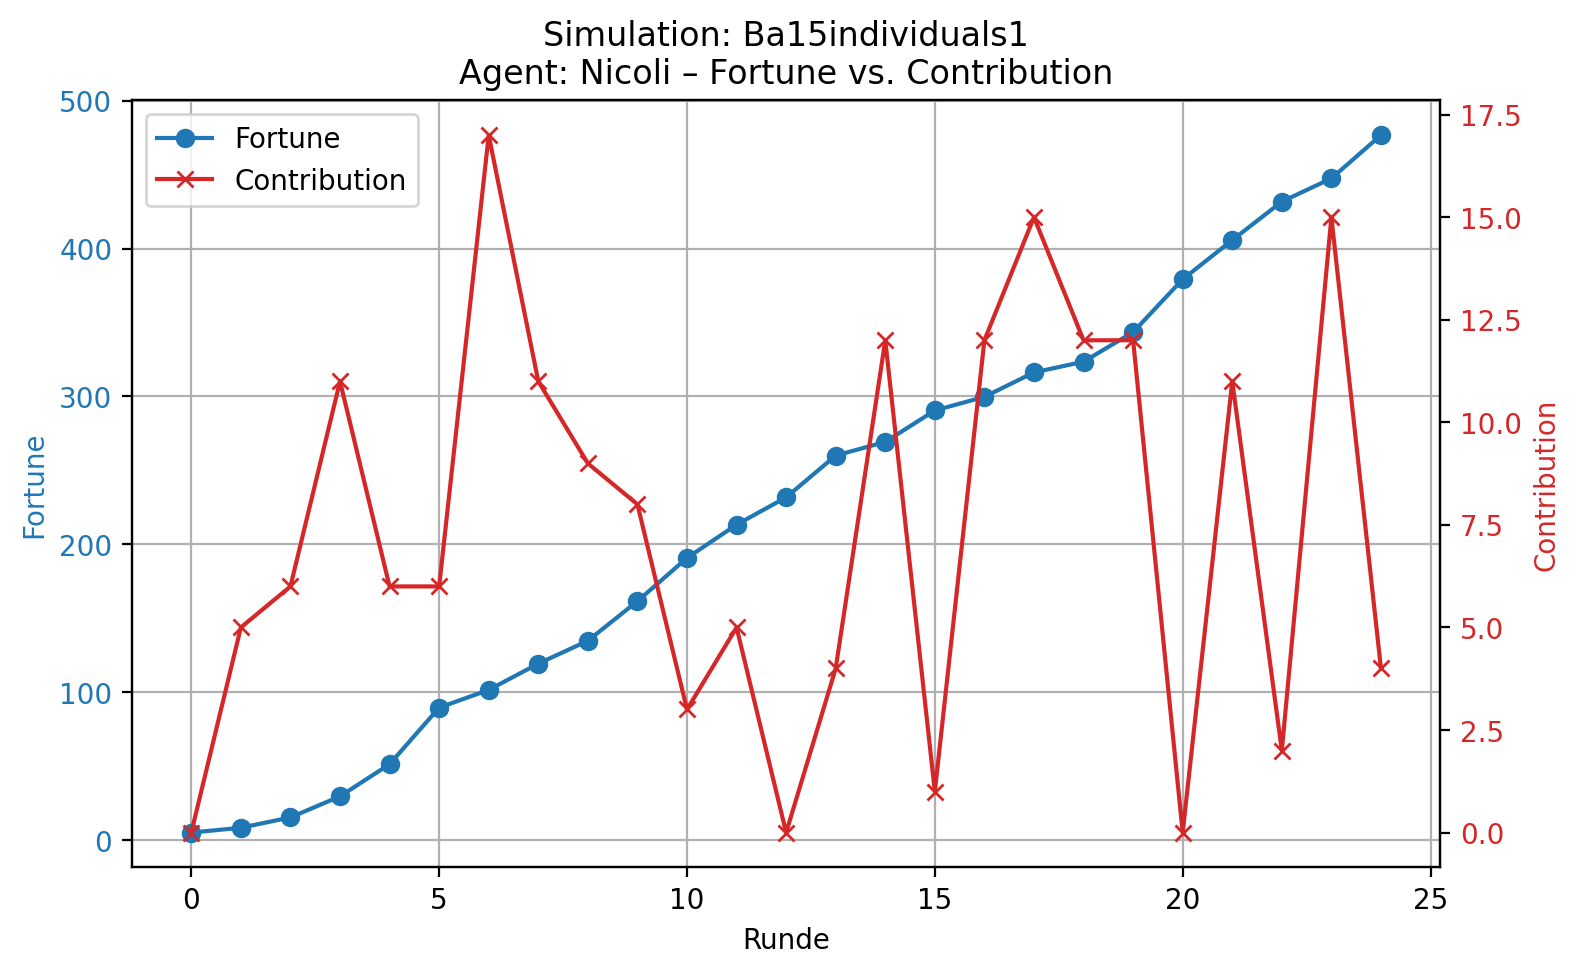 Simulation: Ba15individuals1
Agent: Nicoli – Fortune vs. Contribution
Fortune
Contribution
500
400
300
200
100
0
Fortune
17.5
15.0
12.5
10.0
7.5
5.0
2.5
0.0
Contribution
0 5 10 15 20 25
Runde